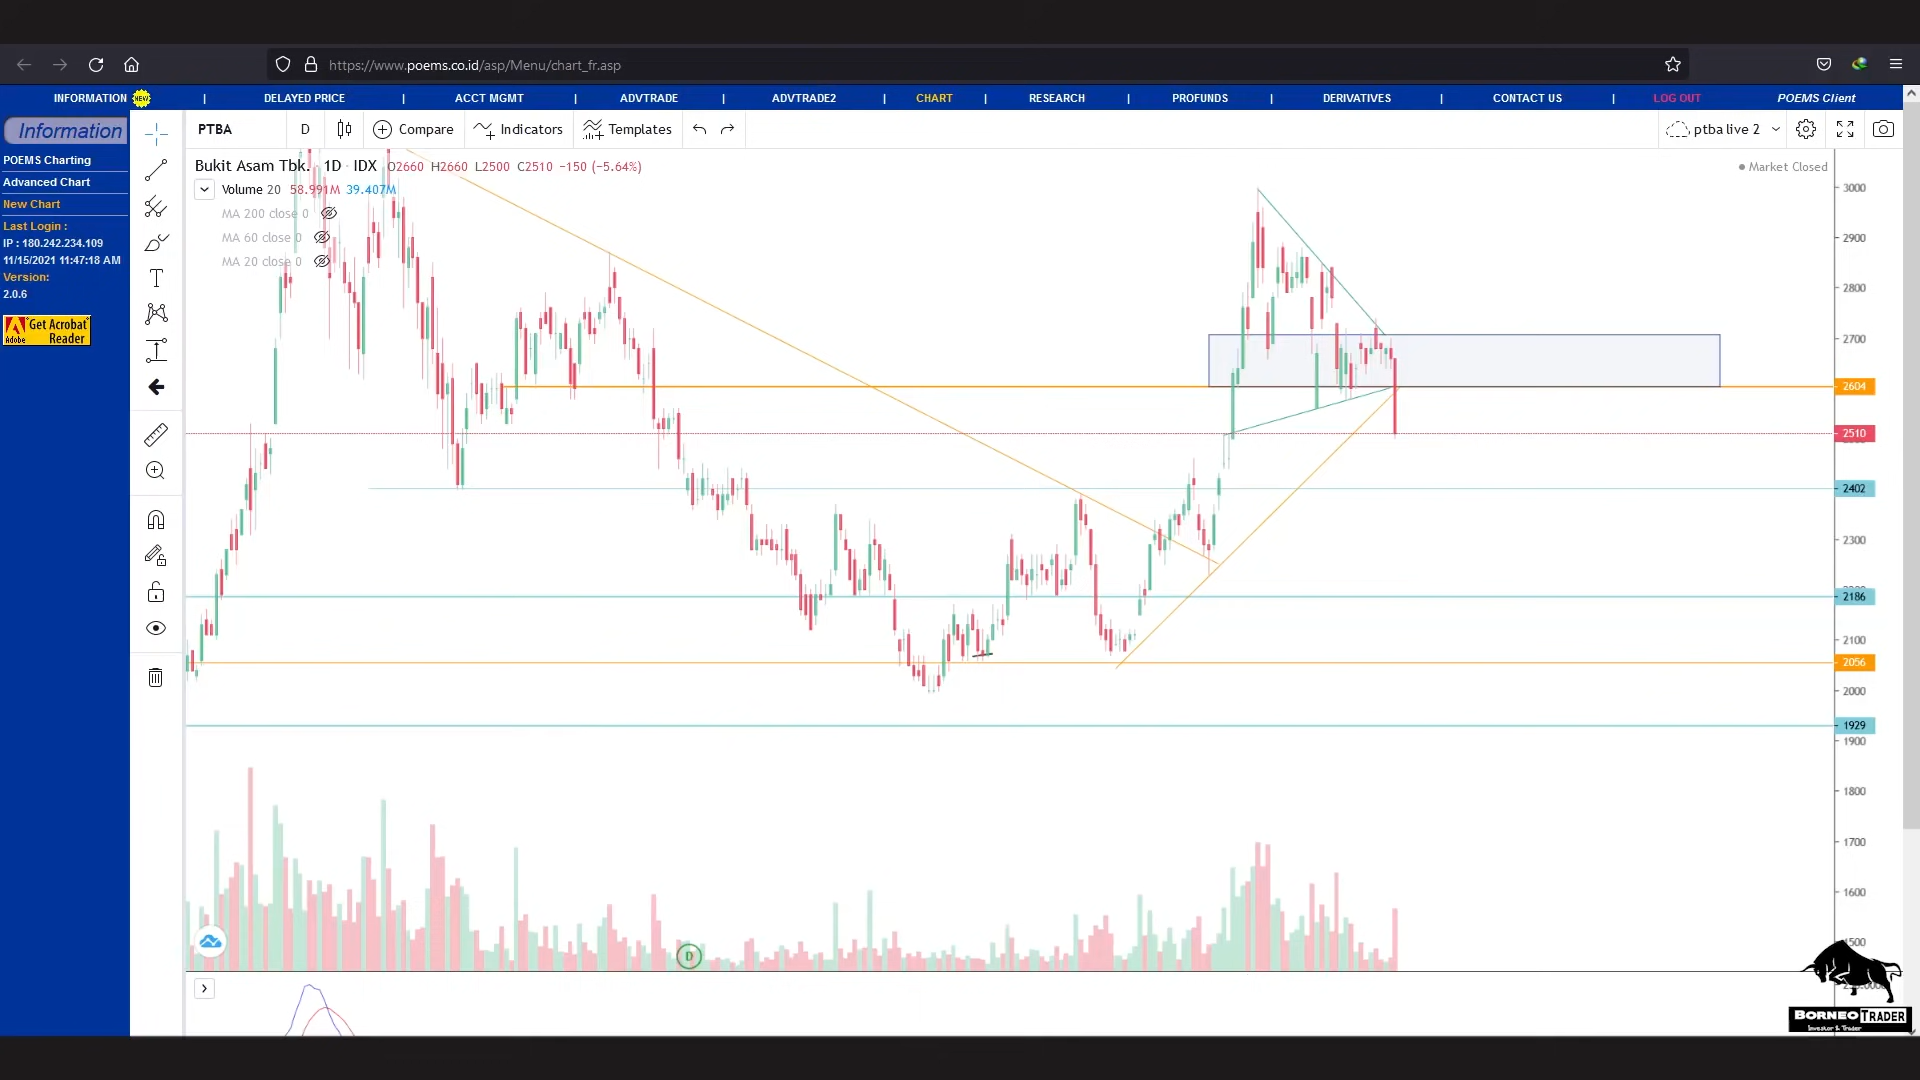 https://www.poems.co.id/asp/Menu/chart_fr.asp
INFORMATION NEW | DELAYED PRICE | ACCT MGMT | ADVTRADE | ADVTRADE2 | CHART | RESEARCH | PROFUNDS | DERIVATIVES | CONTACT US | LOG OUT POEMS Client
Information
POEMS Charting
Advanced Chart
New Chart
Last Login :
IP : 180.242.234.109
11/15/2021 11:47:18 AM
Version:
2.0.6
Adobe
Get Acrobat
Reader
PTBA D Compare Indicators Templates ptba live 2
Bukit Asam Tbk. · 1D · IDX O2660 H2660 L2500 C2510 −150 (−5.64%)
Market Closed
Volume 20 58.991M 39.407M
MA 200 close 0
MA 60 close 0
MA 20 close 0
3000
2900
2800
2700
2604
2510
2402
2300
2186
2100
2056
2000
1929
1900
1800
1700
1600
1500
D
BORNEO TRADER
Investor & Trader